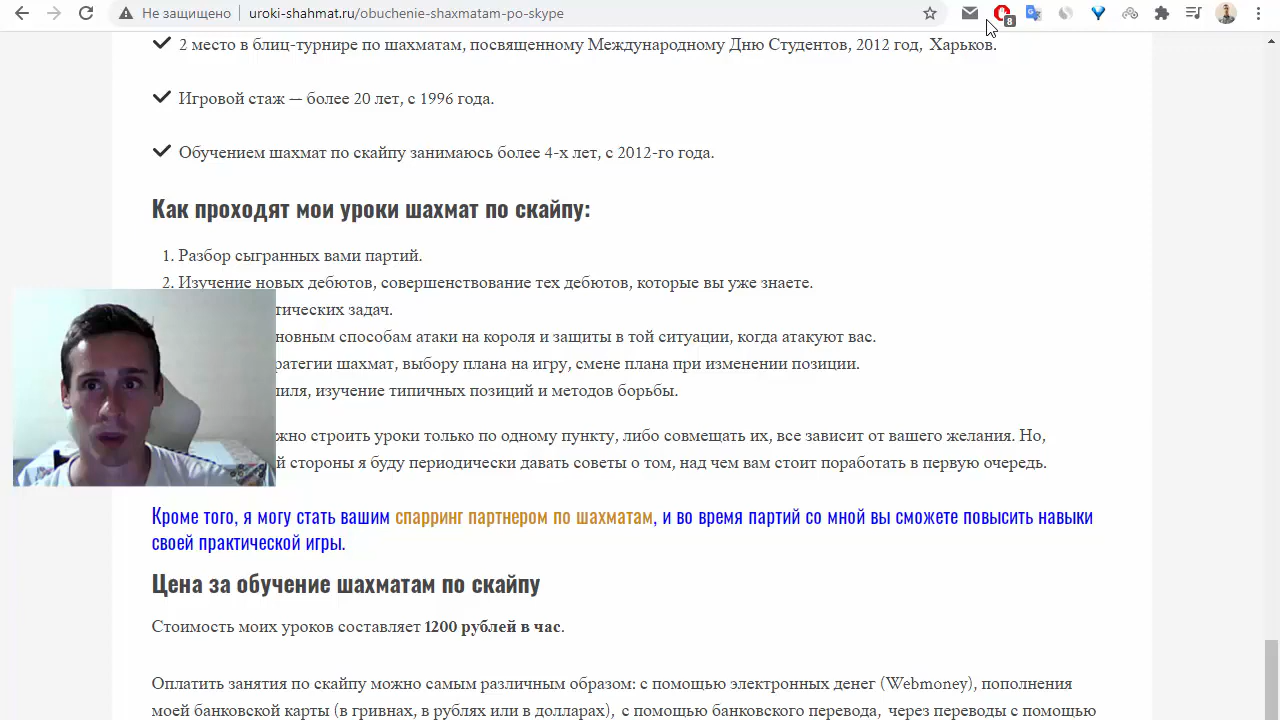 Не защищено
uroki-shahmat.ru/obuchenie-shaxmatam-po-skype
8
2 место в блиц-турнире по шахматам, посвященному Международному Дню Студентов, 2012 год, Харьков.
Игровой стаж — более 20 лет, с 1996 года.
Обучением шахмат по скайпу занимаюсь более 4-х лет, с 2012-го года.
Как проходят мои уроки шахмат по скайпу:
1. Разбор сыгранных вами партий.
2. Изучение новых дебютов, совершенствование тех дебютов, которые вы уже знаете.
тических задач.
новным способам атаки на короля и защиты в той ситуации, когда атакуют вас.
ратегии шахмат, выбору плана на игру, смене плана при изменении позиции.
пиля, изучение типичных позиций и методов борьбы.
жно строить уроки только по одному пункту, либо совмещать их, все зависит от вашего желания. Но,
й стороны я буду периодически давать советы о том, над чем вам стоит поработать в первую очередь.
Кроме того, я могу стать вашим спарринг партнером по шахматам, и во время партий со мной вы сможете повысить навыки
своей практической игры.
Цена за обучение шахматам по скайпу
Стоимость моих уроков составляет 1200 рублей в час.
Оплатить занятия по скайпу можно самым различным образом: с помощью электронных денег (Webmoney), пополнения
моей банковской карты (в гривнах, в рублях или в долларах), с помощью банковского перевода, через переводы с помощью